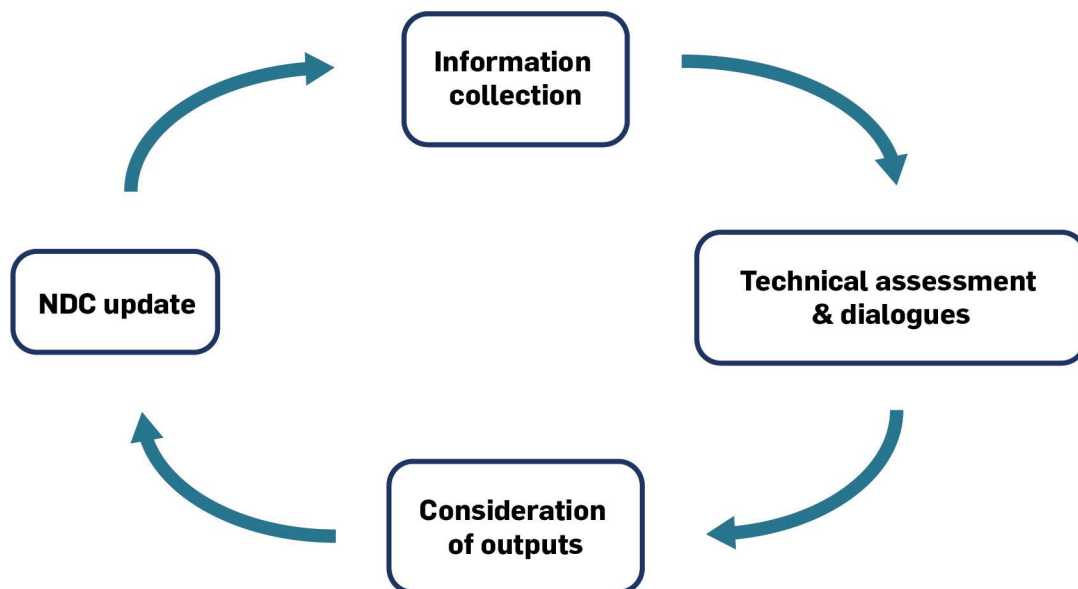 Information
collection
Technical assessment
& dialogues
Consideration
of outputs
NDC update